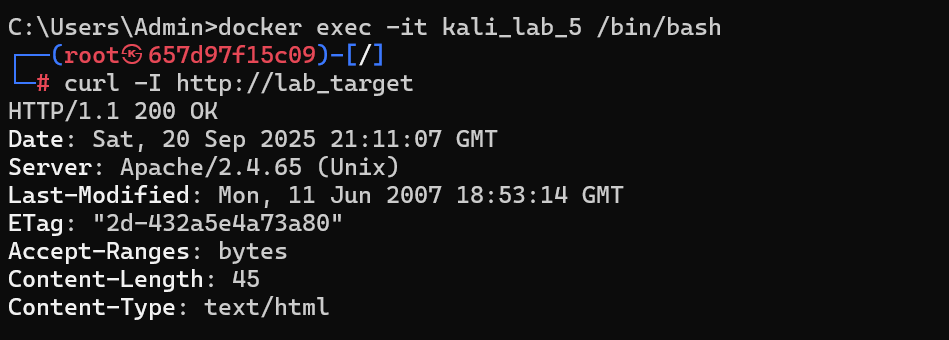 C:\Users\Admin>docker exec -it kali_lab_5 /bin/bash
┌──(root㉿657d97f15c09)-[/]
└─# curl -I http://lab_target
HTTP/1.1 200 OK
Date: Sat, 20 Sep 2025 21:11:07 GMT
Server: Apache/2.4.65 (Unix)
Last-Modified: Mon, 11 Jun 2007 18:53:14 GMT
ETag: "2d-432a5e4a73a80"
Accept-Ranges: bytes
Content-Length: 45
Content-Type: text/html